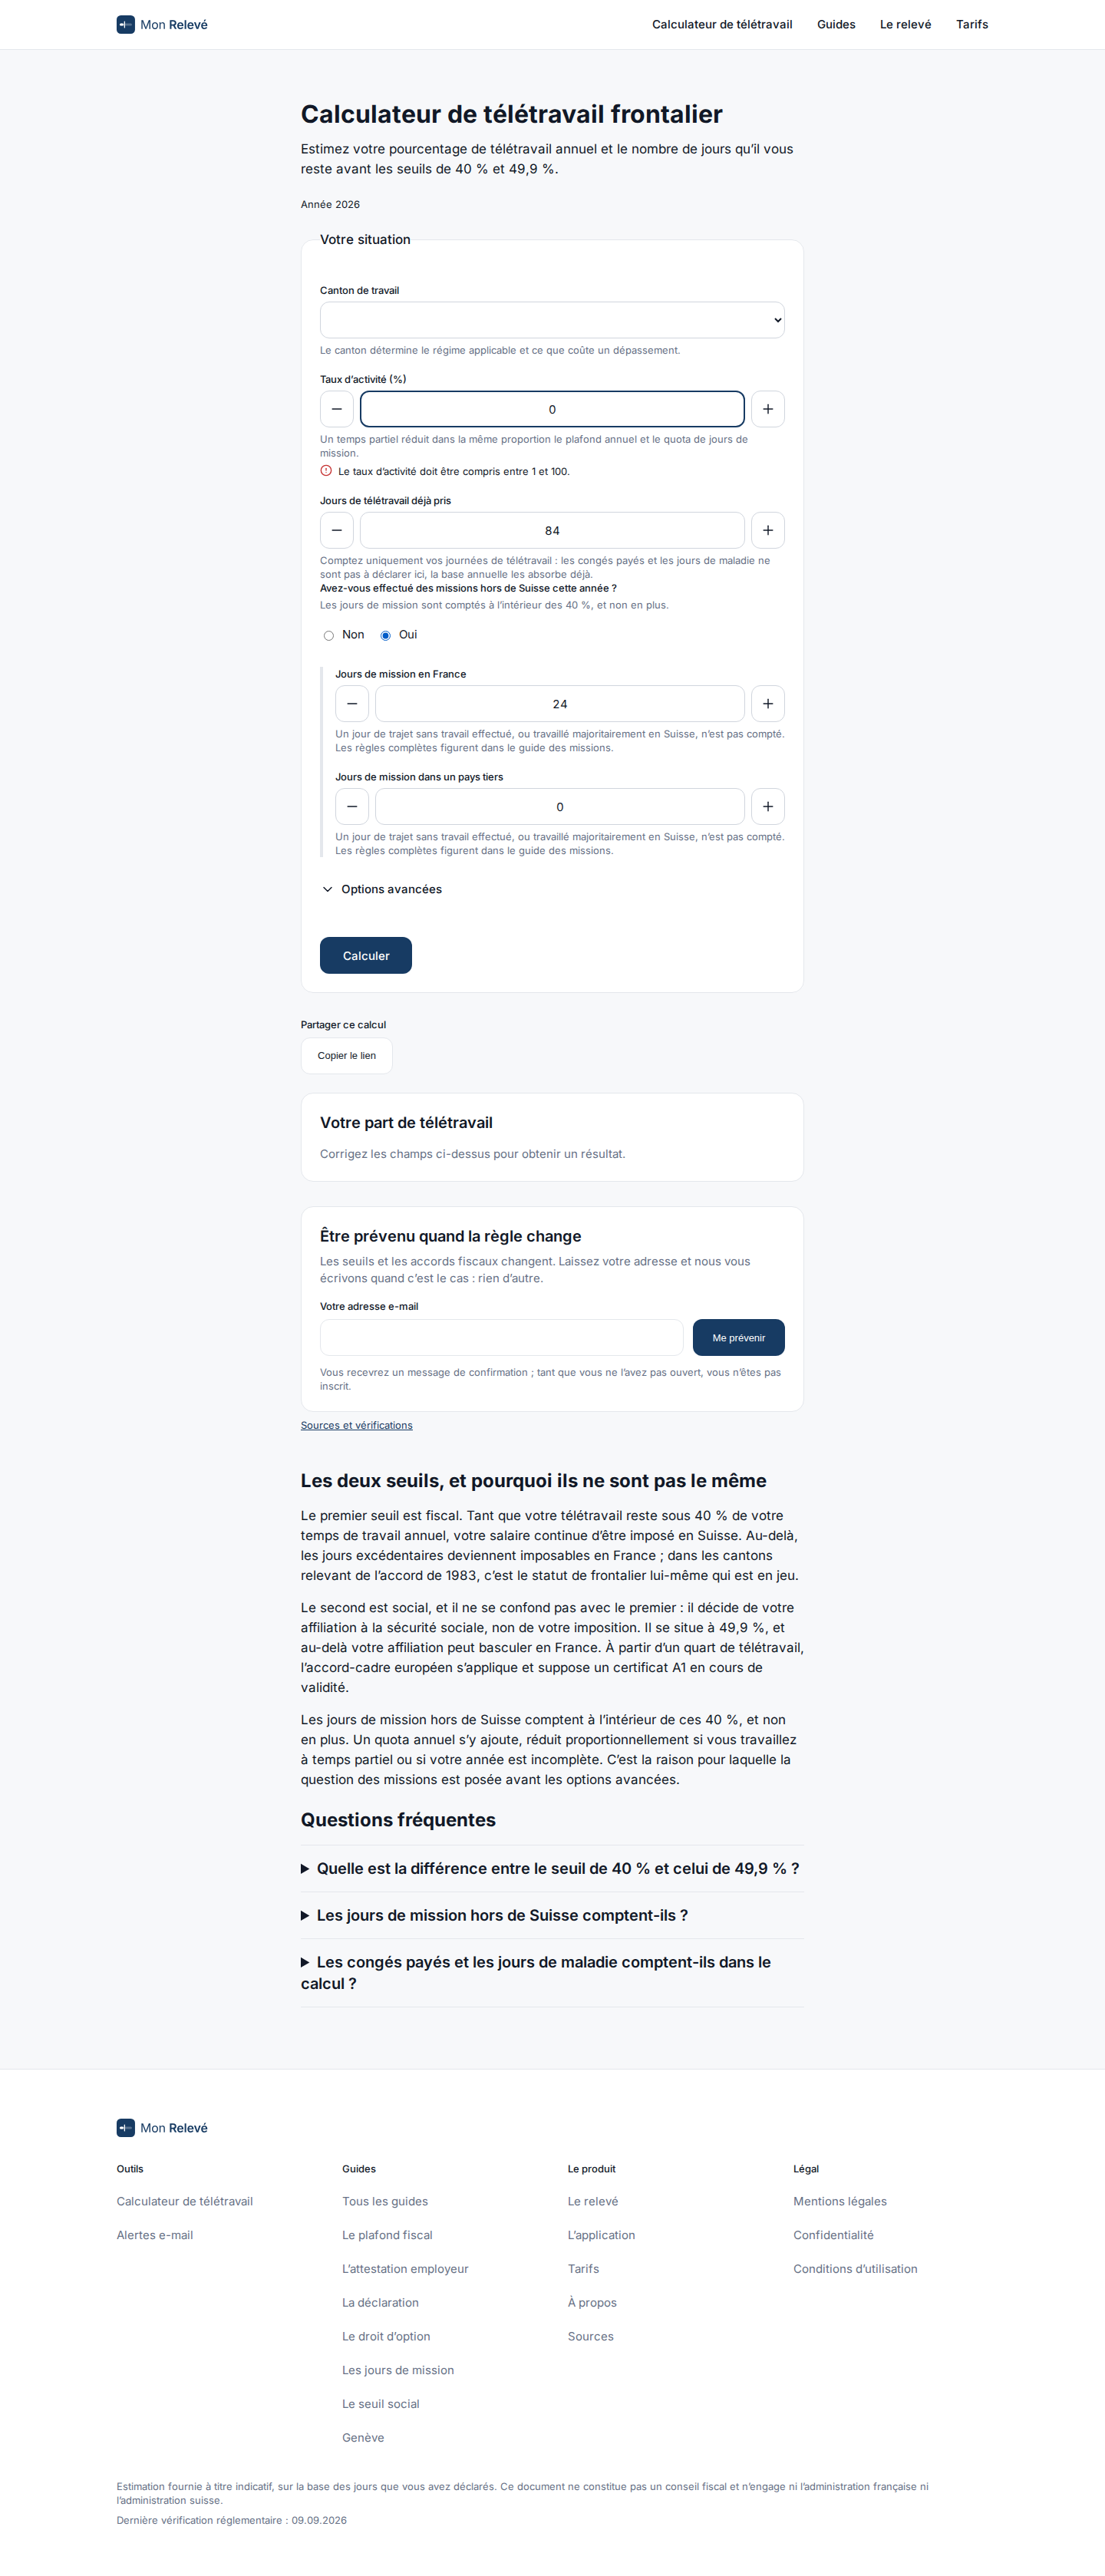 Mon Relevé
Calculateur de télétravail
Guides
Le relevé
Tarifs
Calculateur de télétravail frontalier
Estimez votre pourcentage de télétravail annuel et le nombre de jours qu’il vous
reste avant les seuils de 40 % et 49,9 %.
Année 2026
Votre situation
Canton de travail
Le canton détermine le régime applicable et ce que coûte un dépassement.
Taux d’activité (%)
0
Un temps partiel réduit dans la même proportion le plafond annuel et le quota de jours de
mission.
Le taux d’activité doit être compris entre 1 et 100.
Jours de télétravail déjà pris
84
Comptez uniquement vos journées de télétravail : les congés payés et les jours de maladie ne
sont pas à déclarer ici, la base annuelle les absorbe déjà.
Avez-vous effectué des missions hors de Suisse cette année ?
Les jours de mission sont comptés à l’intérieur des 40 %, et non en plus.
Non
Oui
Jours de mission en France
24
Un jour de trajet sans travail effectué, ou travaillé majoritairement en Suisse, n’est pas compté.
Les règles complètes figurent dans le guide des missions.
Jours de mission dans un pays tiers
0
Un jour de trajet sans travail effectué, ou travaillé majoritairement en Suisse, n’est pas compté.
Les règles complètes figurent dans le guide des missions.
Options avancées
Calculer
Partager ce calcul
Copier le lien
Votre part de télétravail
Corrigez les champs ci-dessus pour obtenir un résultat.
Être prévenu quand la règle change
Les seuils et les accords fiscaux changent. Laissez votre adresse et nous vous
écrivons quand c’est le cas : rien d’autre.
Votre adresse e-mail
Me prévenir
Vous recevrez un message de confirmation ; tant que vous ne l’avez pas ouvert, vous n’êtes pas
inscrit.
Sources et vérifications
Les deux seuils, et pourquoi ils ne sont pas le même
Le premier seuil est fiscal. Tant que votre télétravail reste sous 40 % de votre
temps de travail annuel, votre salaire continue d’être imposé en Suisse. Au-delà,
les jours excédentaires deviennent imposables en France ; dans les cantons
relevant de l’accord de 1983, c’est le statut de frontalier lui-même qui est en jeu.
Le second est social, et il ne se confond pas avec le premier : il décide de votre
affiliation à la sécurité sociale, non de votre imposition. Il se situe à 49,9 %, et
au-delà votre affiliation peut basculer en France. À partir d’un quart de télétravail,
l’accord-cadre européen s’applique et suppose un certificat A1 en cours de
validité.
Les jours de mission hors de Suisse comptent à l’intérieur de ces 40 %, et non
en plus. Un quota annuel s’y ajoute, réduit proportionnellement si vous travaillez
à temps partiel ou si votre année est incomplète. C’est la raison pour laquelle la
question des missions est posée avant les options avancées.
Questions fréquentes
Quelle est la différence entre le seuil de 40 % et celui de 49,9 % ?
Les jours de mission hors de Suisse comptent-ils ?
Les congés payés et les jours de maladie comptent-ils dans le
calcul ?
Mon Relevé
Outils
Calculateur de télétravail
Alertes e-mail
Guides
Tous les guides
Le plafond fiscal
L’attestation employeur
La déclaration
Le droit d’option
Les jours de mission
Le seuil social
Genève
Le produit
Le relevé
L’application
Tarifs
À propos
Sources
Légal
Mentions légales
Confidentialité
Conditions d’utilisation
Estimation fournie à titre indicatif, sur la base des jours que vous avez déclarés. Ce document ne constitue pas un conseil fiscal et n’engage ni l’administration française ni
l’administration suisse.
Dernière vérification réglementaire : 09.09.2026